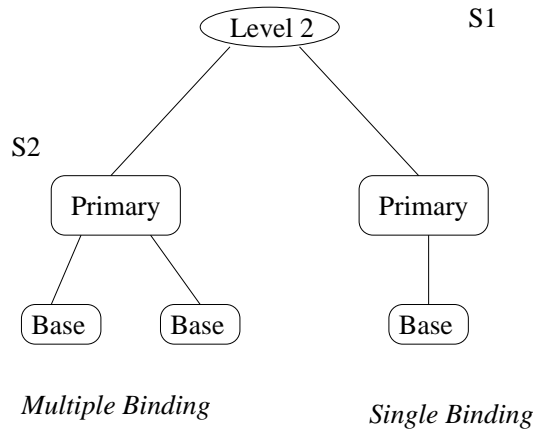 Level 2
S1
S2
Primary
Primary
Base
Base
Base
Multiple Binding
Single Binding